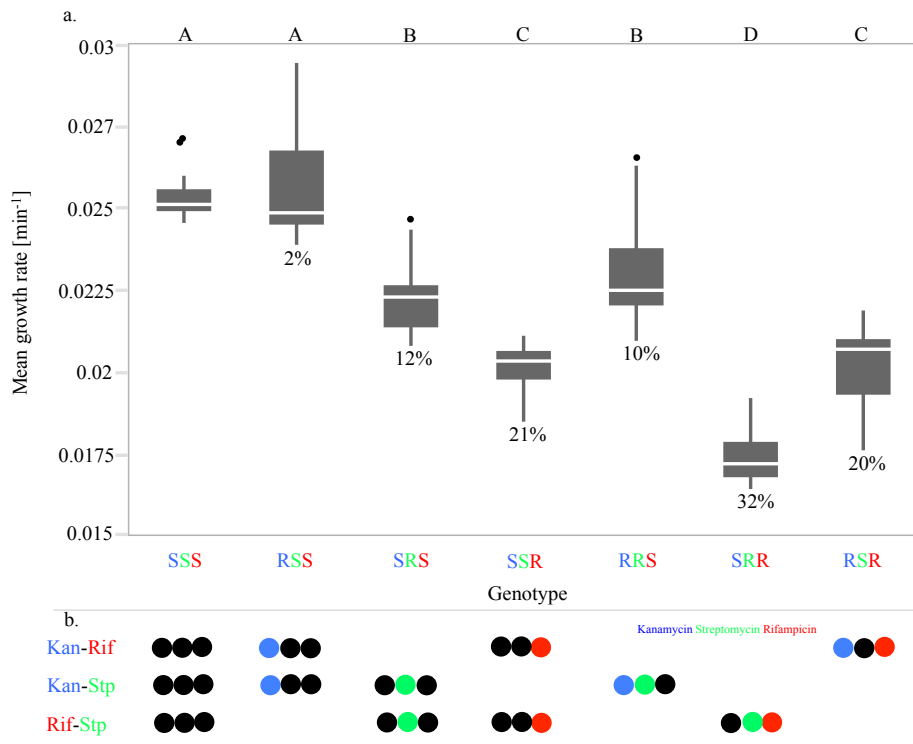 a.
A A B C B D C
0.03
0.027
0.025
0.0225
0.02
0.0175
0.015
Mean growth rate [min-1]
2%
12%
21%
10%
32%
20%
SSS RSS SRS SSR RRS SRR RSR
Genotype
b.
Kanamycin Streptomycin Rifampicin
Kan-Rif
Kan-Stp
Rif-Stp